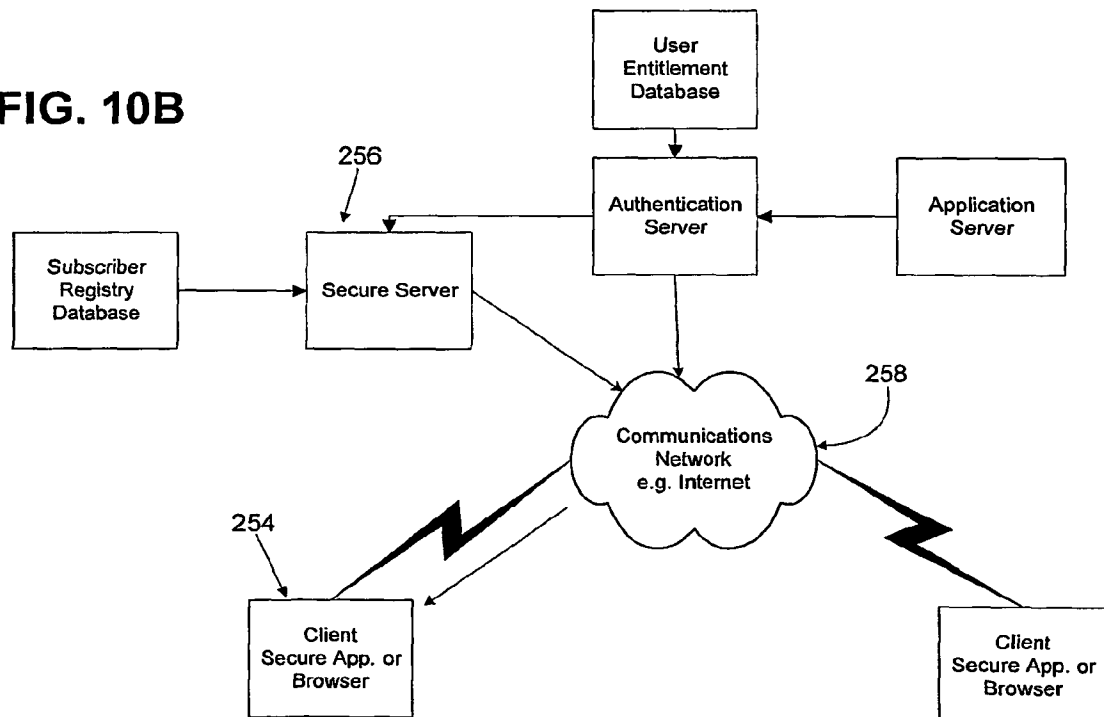 User
Entitlement
Database
FIG. 10B
256
Authentication
Server
Application
Server
Subscriber
Registry
Database
Secure Server
258
Communications
Network
e.g. Internet
254
Client
Secure App. or
Browser
Client
Secure App. or
Browser